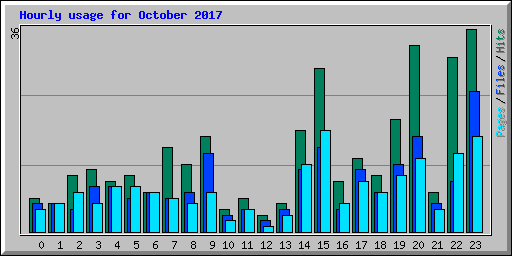 Hourly usage for October 2017
36
Pages/Files/Hits
0 1 2 3 4 5 6 7 8 9 10 11 12 13 14 15 16 17 18 19 20 21 22 23